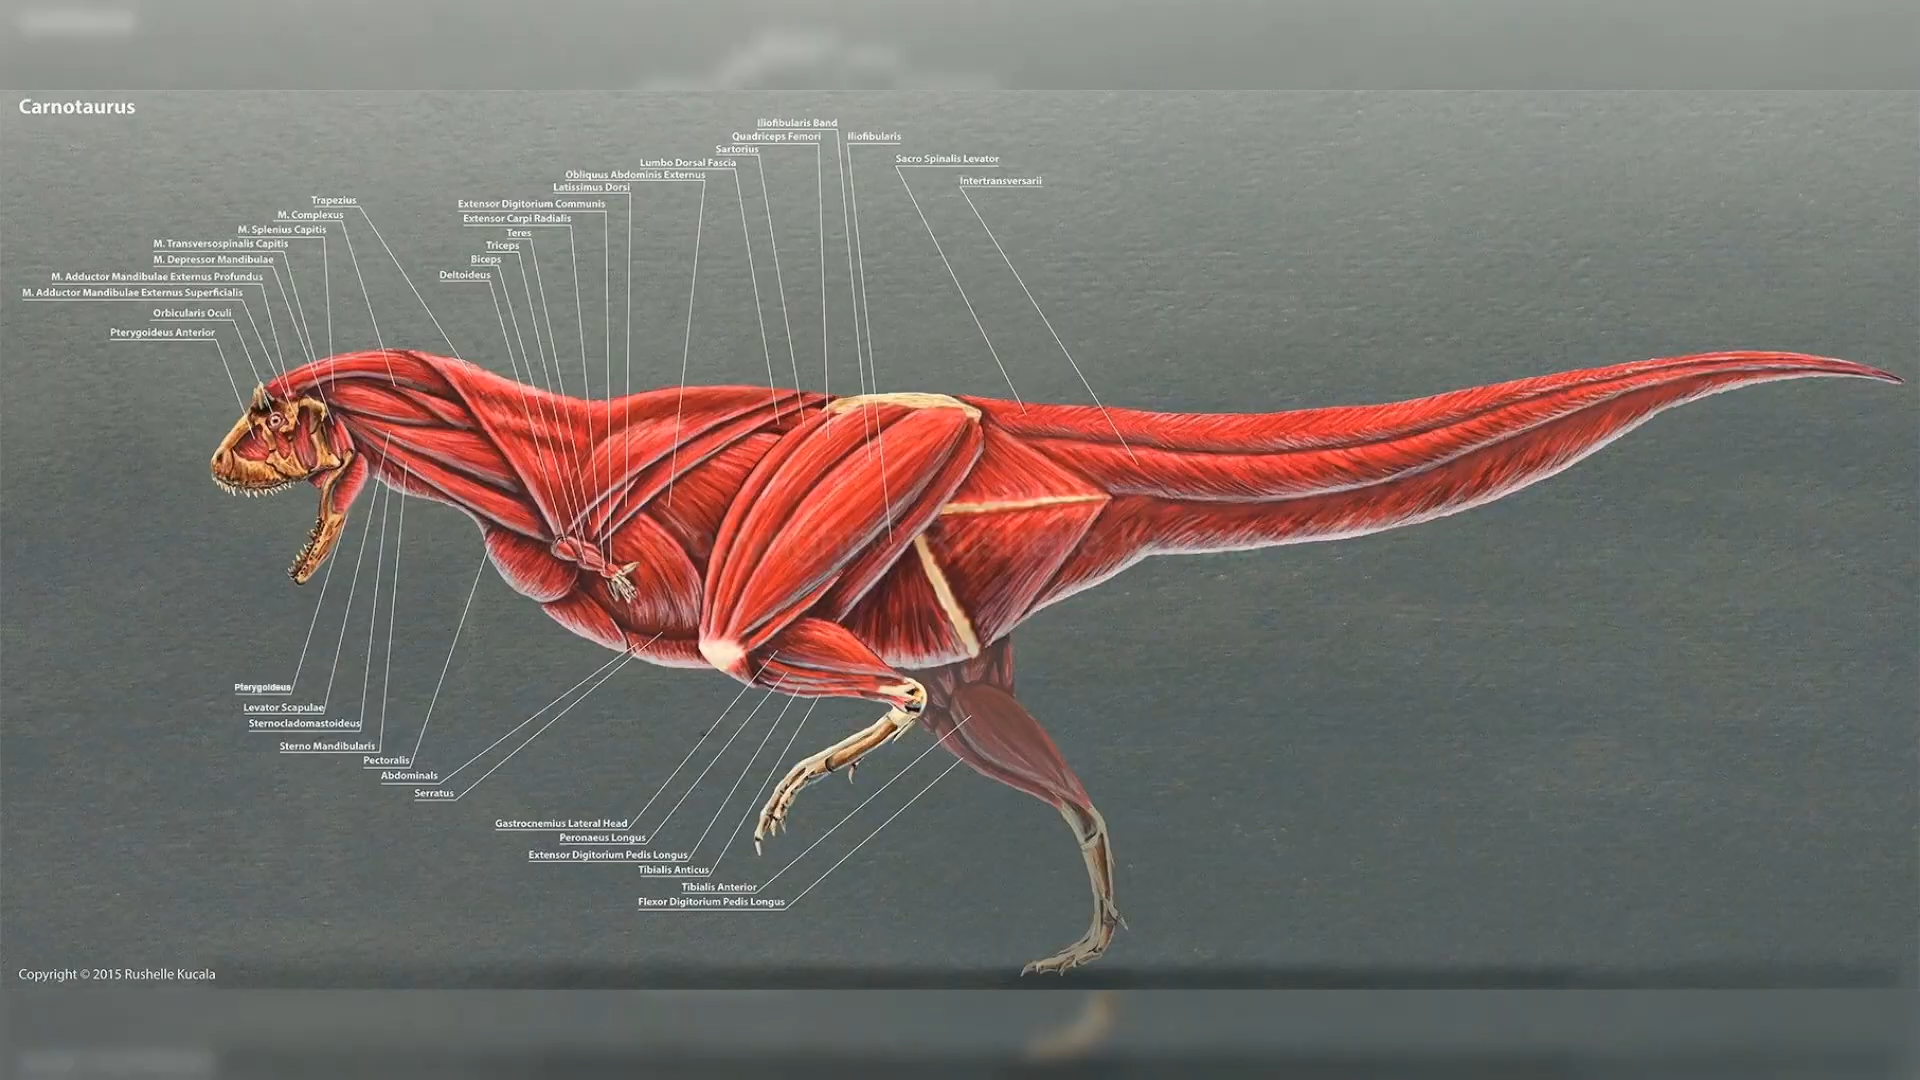 Carnotaurus
Iliofibularis Band
Quadriceps Femori
Iliofibularis
Sartorius
Lumbo Dorsal Fascia
Sacro Spinalis Levator
Obliquus Abdominis Externus
Intertransversarii
Latissimus Dorsi
Trapezius
Extensor Digitorium Communis
M. Complexus
Extensor Carpi Radialis
M. Splenius Capitis
Teres
M. Transversospinalis Capitis
Triceps
M. Depressor Mandibulae
Biceps
M. Adductor Mandibulae Externus Profundus
Deltoideus
M. Adductor Mandibulae Externus Superficialis
Orbicularis Oculi
Pterygoideus Anterior
Pterygoideus
Levator Scapulae
Sternocladomastoideus
Sterno Mandibularis
Pectoralis
Abdominals
Serratus
Gastrocnemius Lateral Head
Peronaeus Longus
Extensor Digitorium Pedis Longus
Tibialis Anticus
Tibialis Anterior
Flexor Digitorium Pedis Longus
Copyright © 2015 Rushelle Kucala